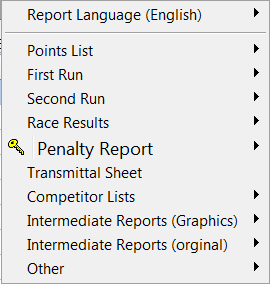 Report Language (English)
Points List
First Run
Second Run
Race Results
Penalty Report
Transmittal Sheet
Competitor Lists
Intermediate Reports (Graphics)
Intermediate Reports (orginal)
Other